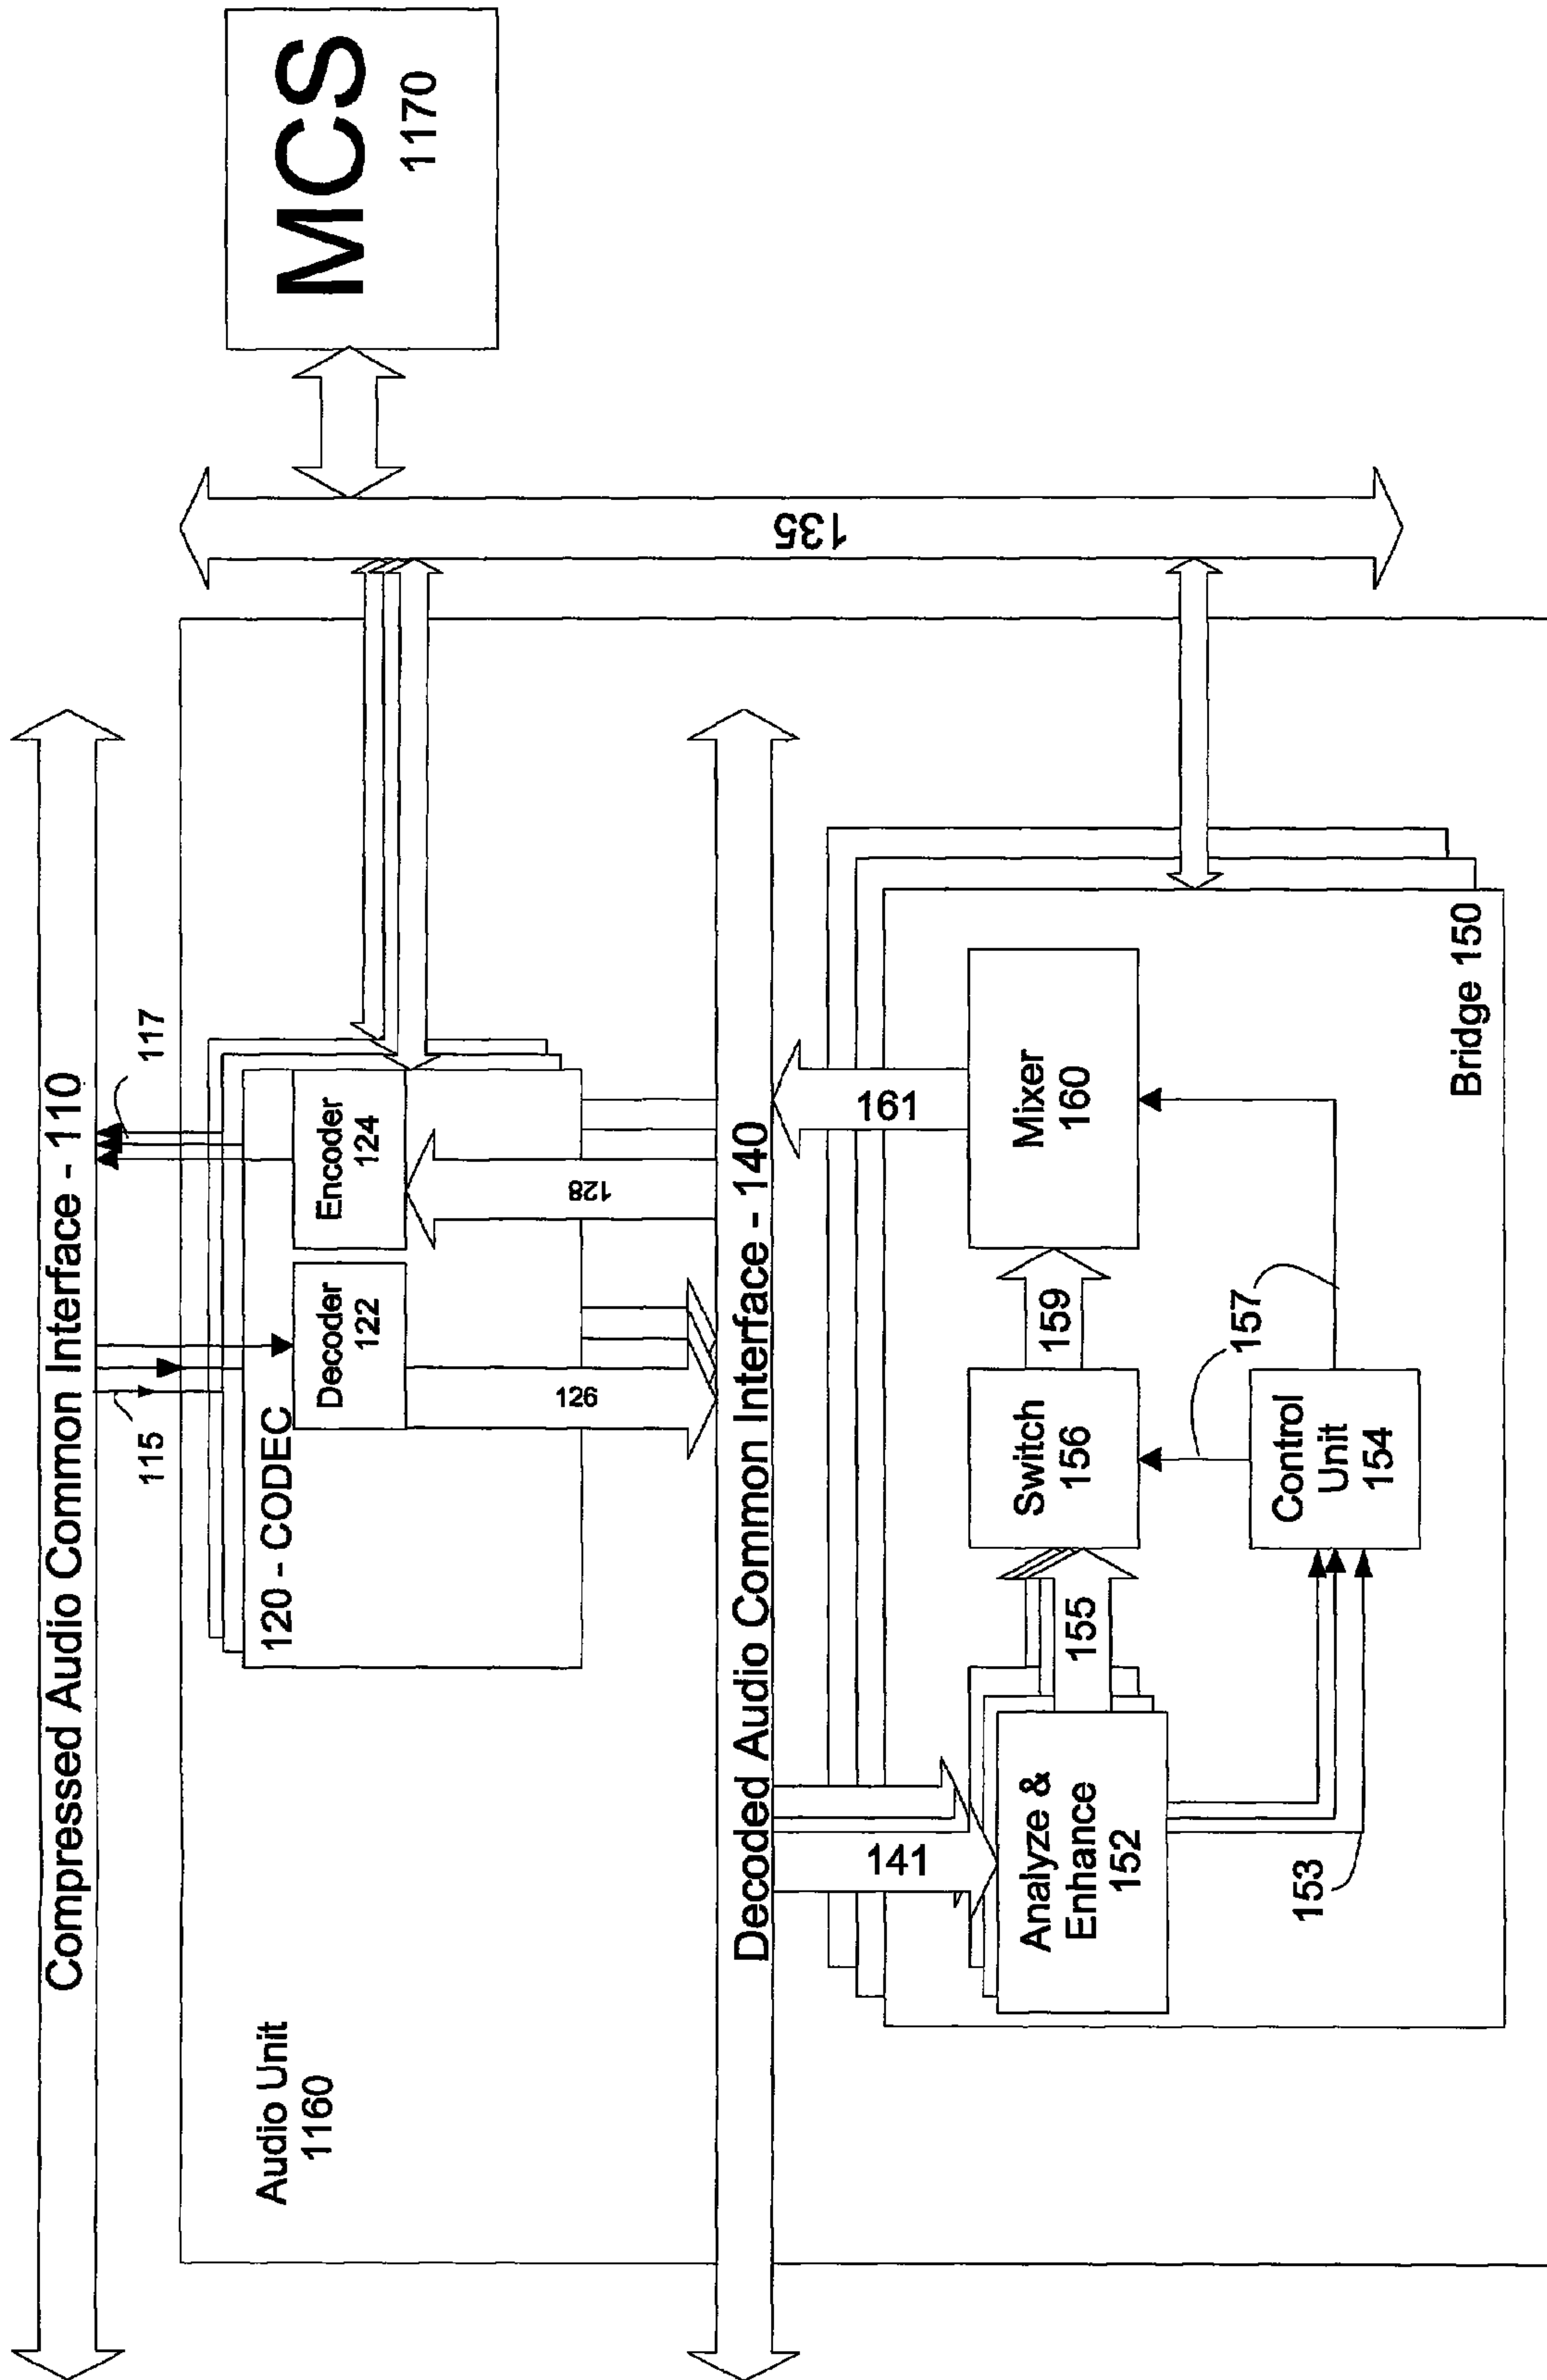 Compressed Audio Common Interface - 110
115
117
MCS
1170
Audio Unit
1160
120 - CODEC
Decoder
122
Encoder
124
126
128
135
Decoded Audio Common Interface - 140
141
161
Analyze &
Enhance
152
155
Switch
156
159
Mixer
160
153
Control
Unit
154
157
Bridge 150